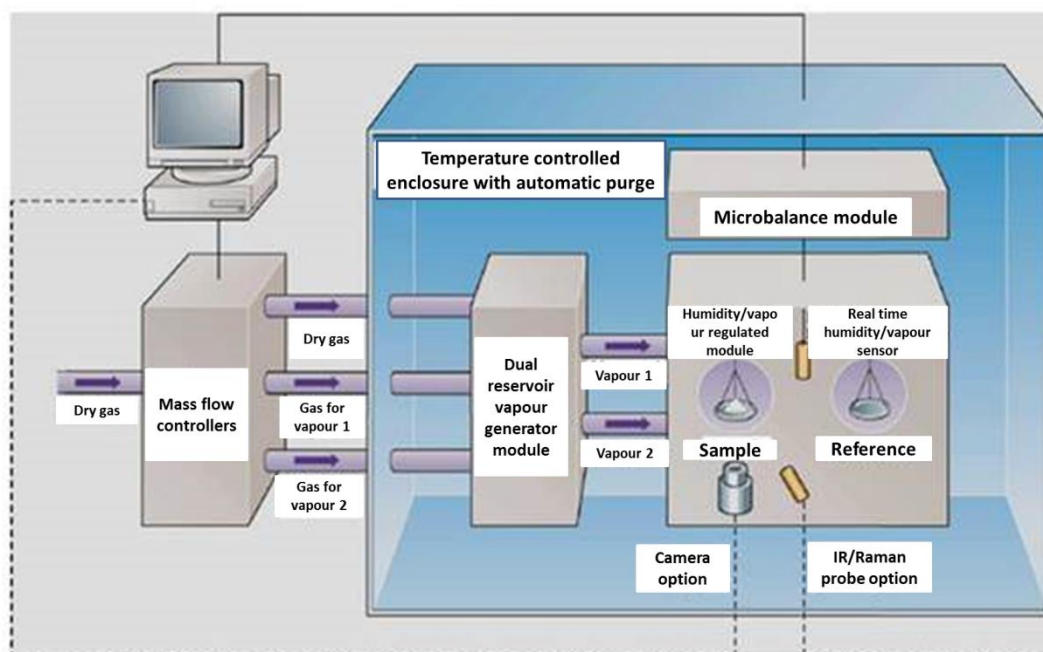 Temperature controlled
enclosure with automatic purge
Microbalance module
Humidity/vapo
ur regulated
module
Real time
humidity/vapour
sensor
Dry gas
Dry gas
Mass flow
controllers
Gas for
vapour 1
Gas for
vapour 2
Dual
reservoir
vapour
generator
module
Vapour 1
Vapour 2
Sample
Reference
Camera
option
IR/Raman
probe option